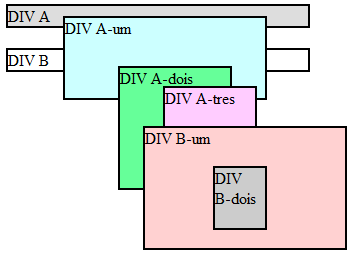 DIV A
DIV A-um
DIV B
DIV A-dois
DIV A-tres
DIV B-um
DIV
B-dois